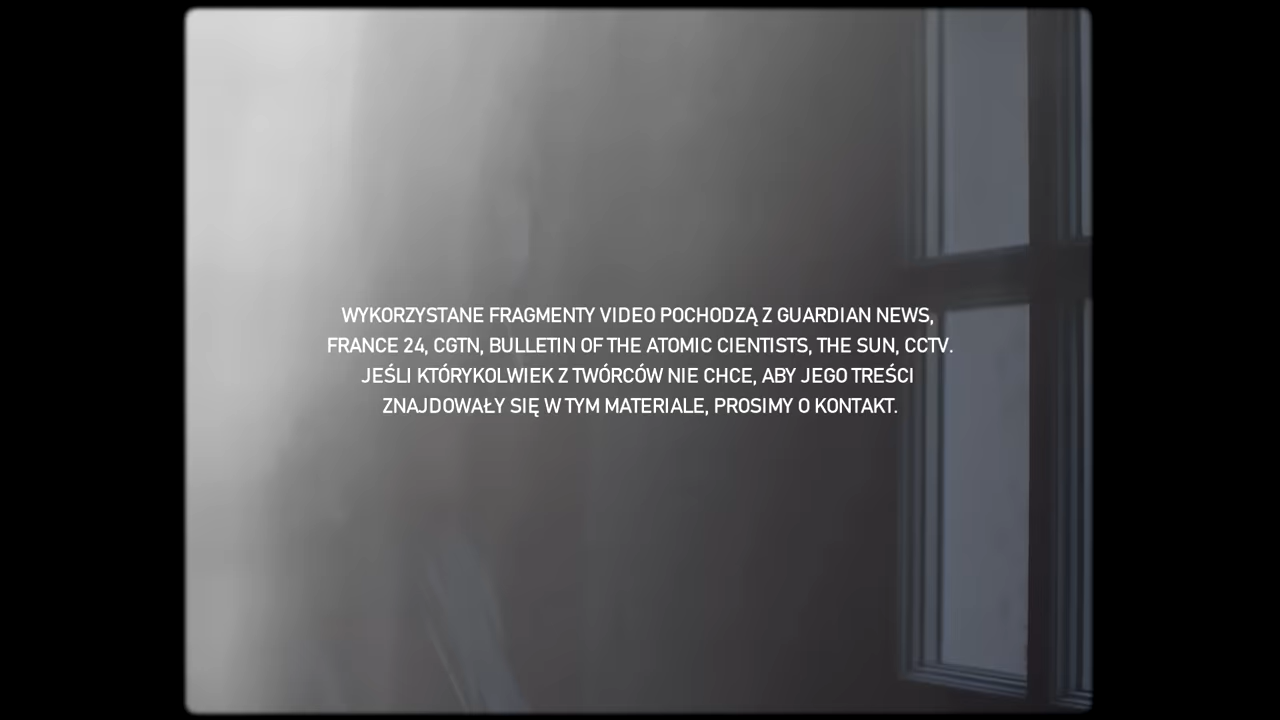 WYKORZYSTANE FRAGMENTY VIDEO POCHODZĄ Z GUARDIAN NEWS,
FRANCE 24, CGTN, BULLETIN OF THE ATOMIC CIENTISTS, THE SUN, CCTV.
JEŚLI KTÓRYKOLWIEK Z TWÓRCÓW NIE CHCE, ABY JEGO TREŚCI
ZNAJDOWAŁY SIĘ W TYM MATERIALE, PROSIMY O KONTAKT.